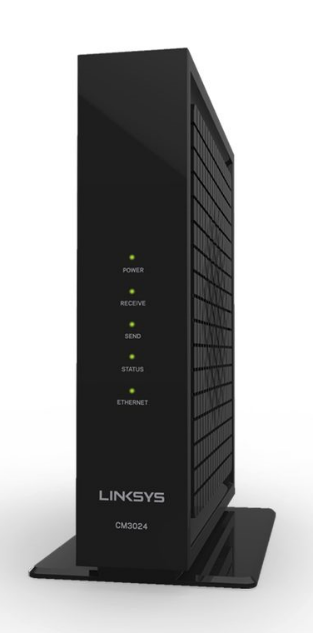 POWER
RECEIVE
SEND
STATUS
ETHERNET
LINKSYS
CM3024